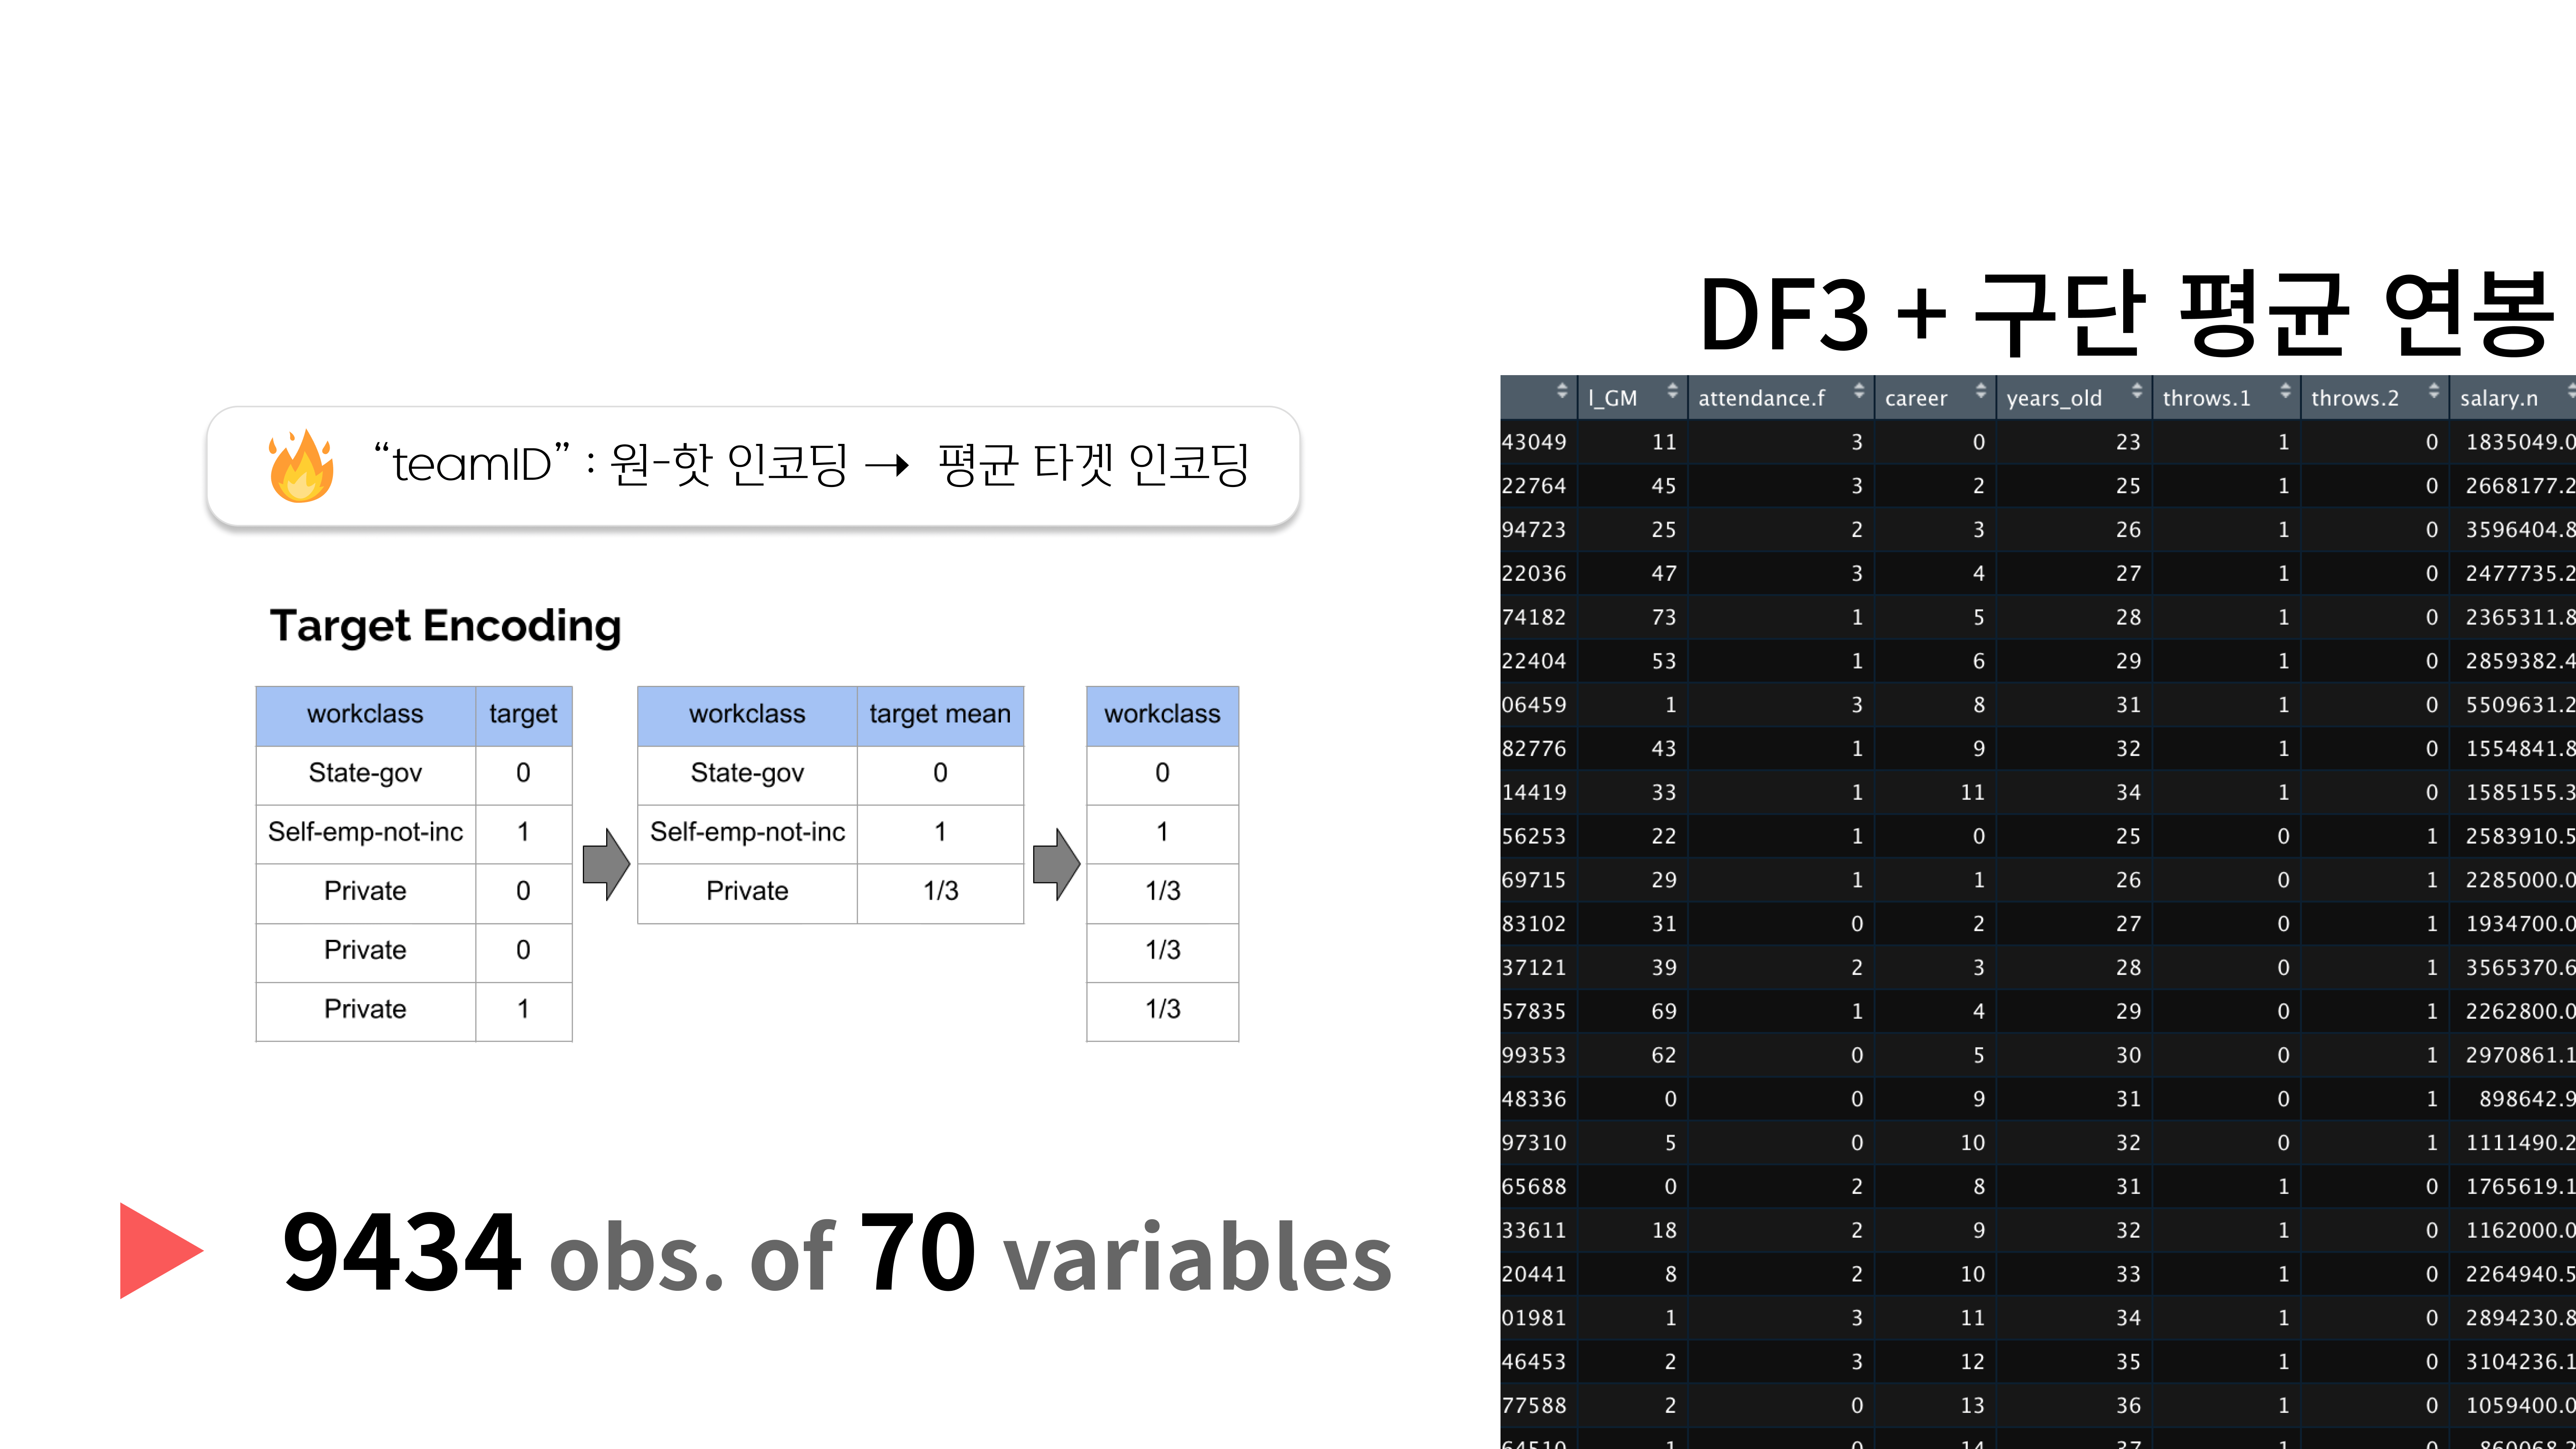 DF3 + 구단 평균 연봉
“teamID” : 원-핫 인코딩 → 평균 타겟 인코딩
Target Encoding
workclass target
State-gov 0
Self-emp-not-inc 1
Private 0
Private 0
Private 1
workclass target mean
State-gov 0
Self-emp-not-inc 1
Private 1/3
workclass
0
1
1/3
1/3
1/3
9434 obs. of 70 variables
l_GM attendance.f career years_old throws.1 throws.2 salary.n
43049 11 3 0 23 1 0 1835049.0
22764 45 3 2 25 1 0 2668177.2
94723 25 2 3 26 1 0 3596404.8
22036 47 3 4 27 1 0 2477735.2
74182 73 1 5 28 1 0 2365311.8
22404 53 1 6 29 1 0 2859382.4
06459 1 3 8 31 1 0 5509631.2
82776 43 1 9 32 1 0 1554841.8
14419 33 1 11 34 1 0 1585155.3
56253 22 1 0 25 0 1 2583910.5
69715 29 1 1 26 0 1 2285000.0
83102 31 0 2 27 0 1 1934700.0
37121 39 2 3 28 0 1 3565370.6
57835 69 1 4 29 0 1 2262800.0
99353 62 0 5 30 0 1 2970861.1
48336 0 0 9 31 0 1 898642.9
97310 5 0 10 32 0 1 1111490.2
65688 0 2 8 31 1 0 1765619.1
33611 18 2 9 32 1 0 1162000.0
20441 8 2 10 33 1 0 2264940.5
01981 1 3 11 34 1 0 2894230.8
46453 2 3 12 35 1 0 3104236.1
77588 2 0 13 36 1 0 1059400.0